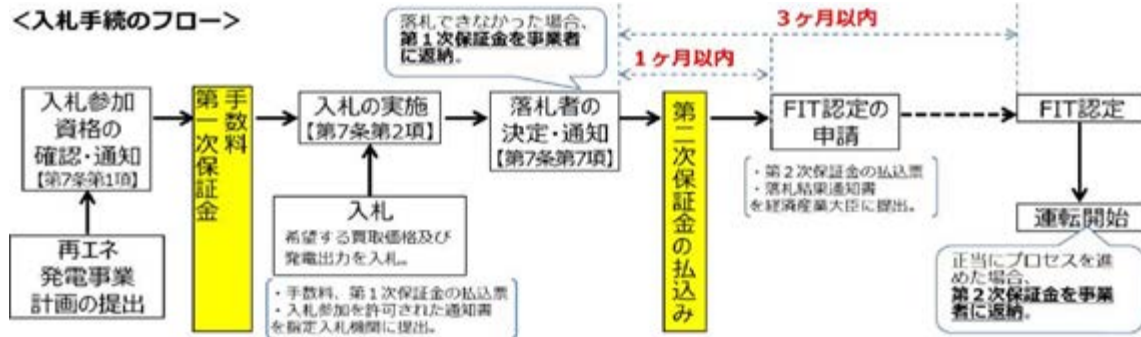 <入札手続のフロー>
落札できなかった場合、
第1次保証金を事業者
に返納。
3ヶ月以内
1ヶ月以内
入札参加
資格の
確認・通知
【第7条第1項】
手数料
第一次保証金
入札の実施
【第7条第2項】
落札者の
決定・通知
【第7条第7項】
第二次保証金の払込み
FIT認定の
申請
FIT認定
・第2次保証金の払込票
・落札結果通知書
を経済産業大臣に提出。
再エネ
発電事業
計画の提出
入札
希望する買取価格及び
発電出力を入札。
・手数料、第1次保証金の払込票
・入札参加を許可された通知書
を指定入札機関に提出。
運転開始
正当にプロセスを進
めた場合、
第2次保証金を事業
者に返納。